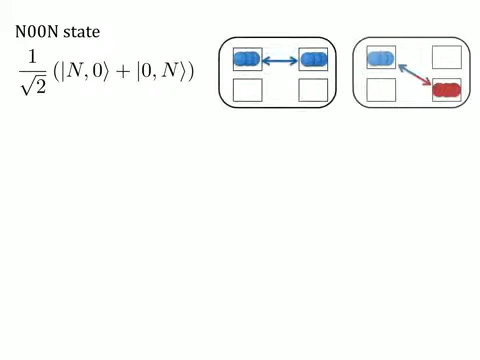 N00N state
1/√2 (|N, 0⟩ + |0, N⟩)